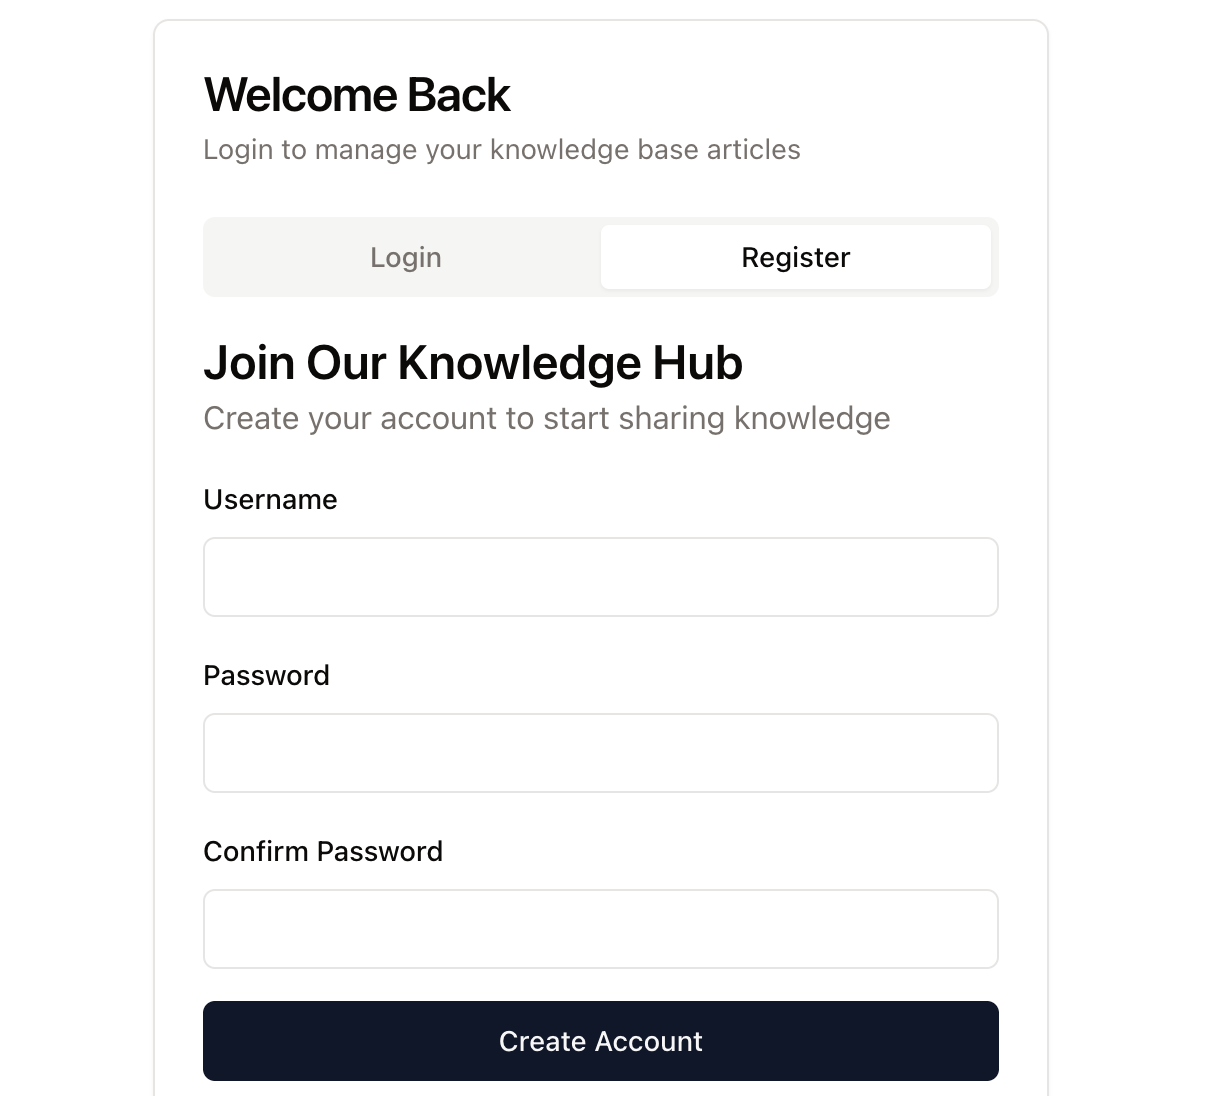 Welcome Back
Login to manage your knowledge base articles
Login
Register
Join Our Knowledge Hub
Create your account to start sharing knowledge
Username
Password
Confirm Password
Create Account